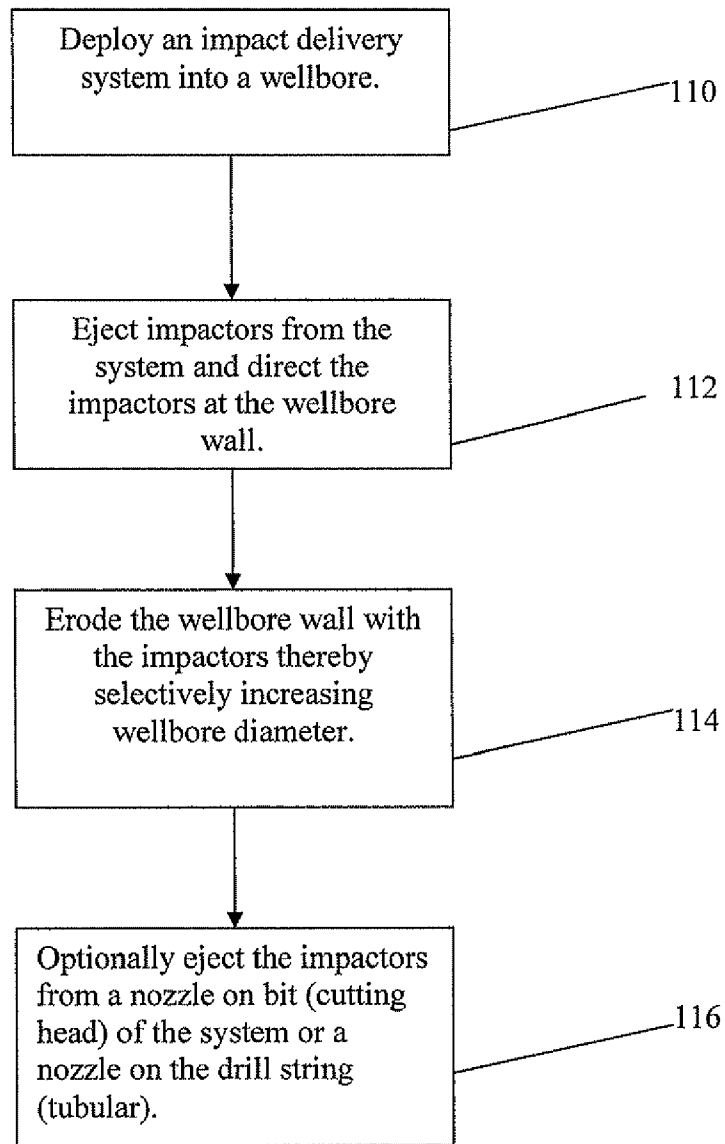 Deploy an impact delivery
system into a wellbore.
110
Eject impactors from the
system and direct the
impactors at the wellbore
wall.
112
Erode the wellbore wall with
the impactors thereby
selectively increasing
wellbore diameter.
114
Optionally eject the impactors
from a nozzle on bit (cutting
head) of the system or a
nozzle on the drill string
(tubular).
116